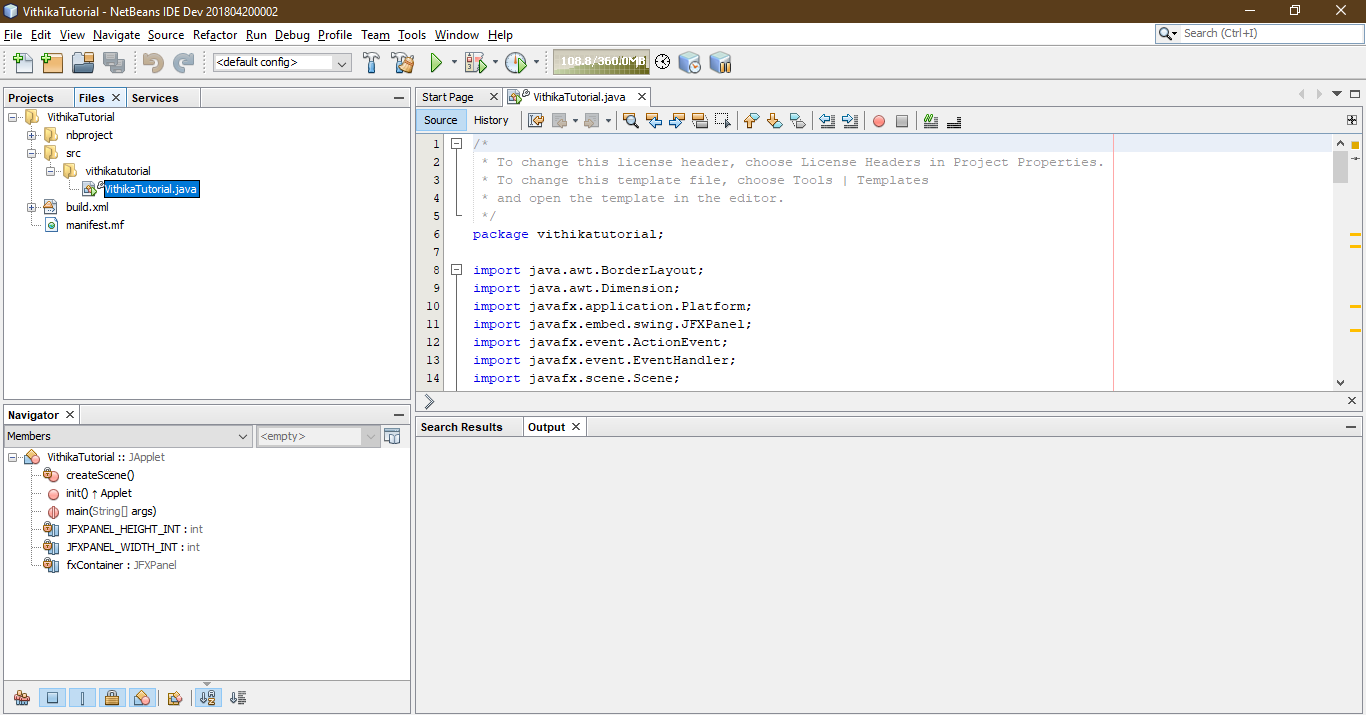 VithikaTutorial - NetBeans IDE Dev 201804200002
File Edit View Navigate Source Refactor Run Debug Profile Team Tools Window Help
Search (Ctrl+I)
<default config>
108.8/360.0MB
Projects Files Services
VithikaTutorial
nbproject
src
vithikatutorial
VithikaTutorial.java
build.xml
manifest.mf
Navigator
Members
<empty>
VithikaTutorial :: JApplet
createScene()
init() ↑ Applet
main(String[] args)
JFXPANEL_HEIGHT_INT : int
JFXPANEL_WIDTH_INT : int
fxContainer : JFXPanel
Start Page VithikaTutorial.java
Source History
1 /*
2 * To change this license header, choose License Headers in Project Properties.
3 * To change this template file, choose Tools | Templates
4 * and open the template in the editor.
5 */
6 package vithikatutorial;
7
8 import java.awt.BorderLayout;
9 import java.awt.Dimension;
10 import javafx.application.Platform;
11 import javafx.embed.swing.JFXPanel;
12 import javafx.event.ActionEvent;
13 import javafx.event.EventHandler;
14 import javafx.scene.Scene;
Search Results Output